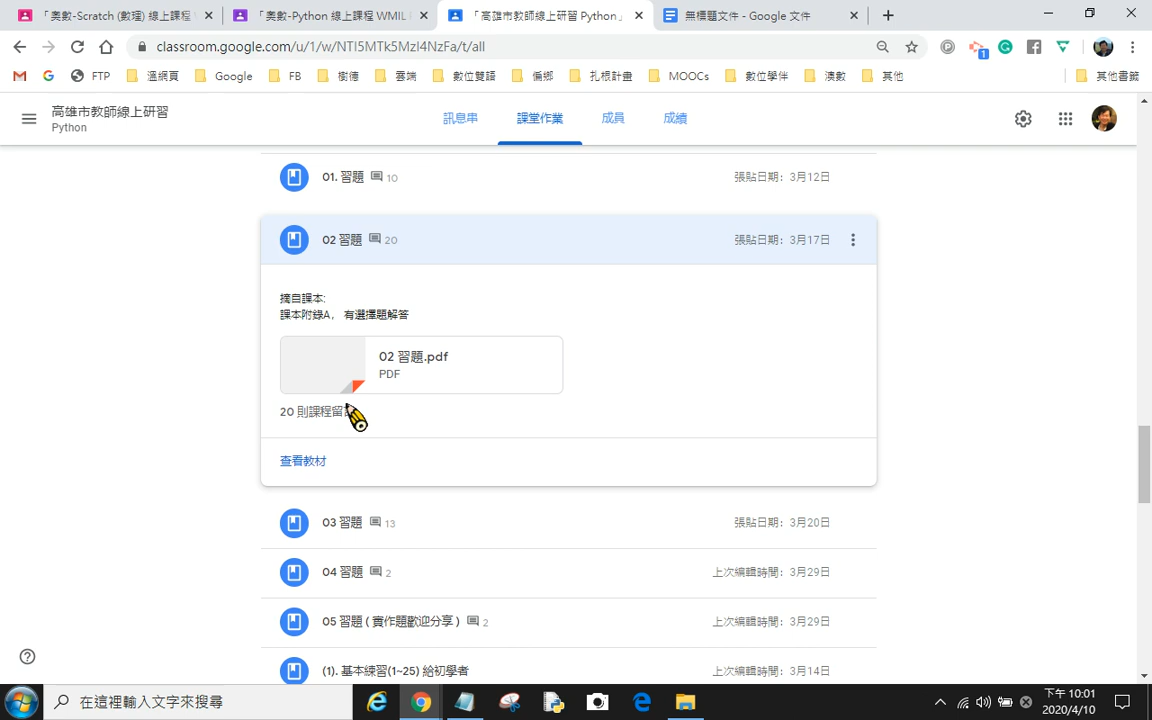 「奧數-Scratch (數理) 線上課程
「奧數-Python 線上課程 WMIL
「高雄市教師線上研習 Python」
無標題文件 - Google 文件
classroom.google.com/u/1/w/NTI5MTk5MzI4NzFa/t/all
FTP
溫網頁
Google
FB
樹德
雲端
數位雙語
偏鄉
扎根計畫
MOOCs
數位學伴
澳數
其他
其他書籤
高雄市教師線上研習
Python
訊息串
課堂作業
成員
成績
01. 習題 10
張貼日期：3月12日
02 習題 20
張貼日期：3月17日
摘自課本:
課本附錄A， 有選擇題解答
02 習題.pdf
PDF
20 則課程留
查看教材
03 習題 13
張貼日期：3月20日
04 習題 2
上次編輯時間：3月29日
05 習題 ( 實作題歡迎分享 ) 2
上次編輯時間：3月29日
(1). 基本練習(1~25) 給初學者
上次編輯時間：3月14日
在這裡輸入文字來搜尋
下午 10:01
2020/4/10